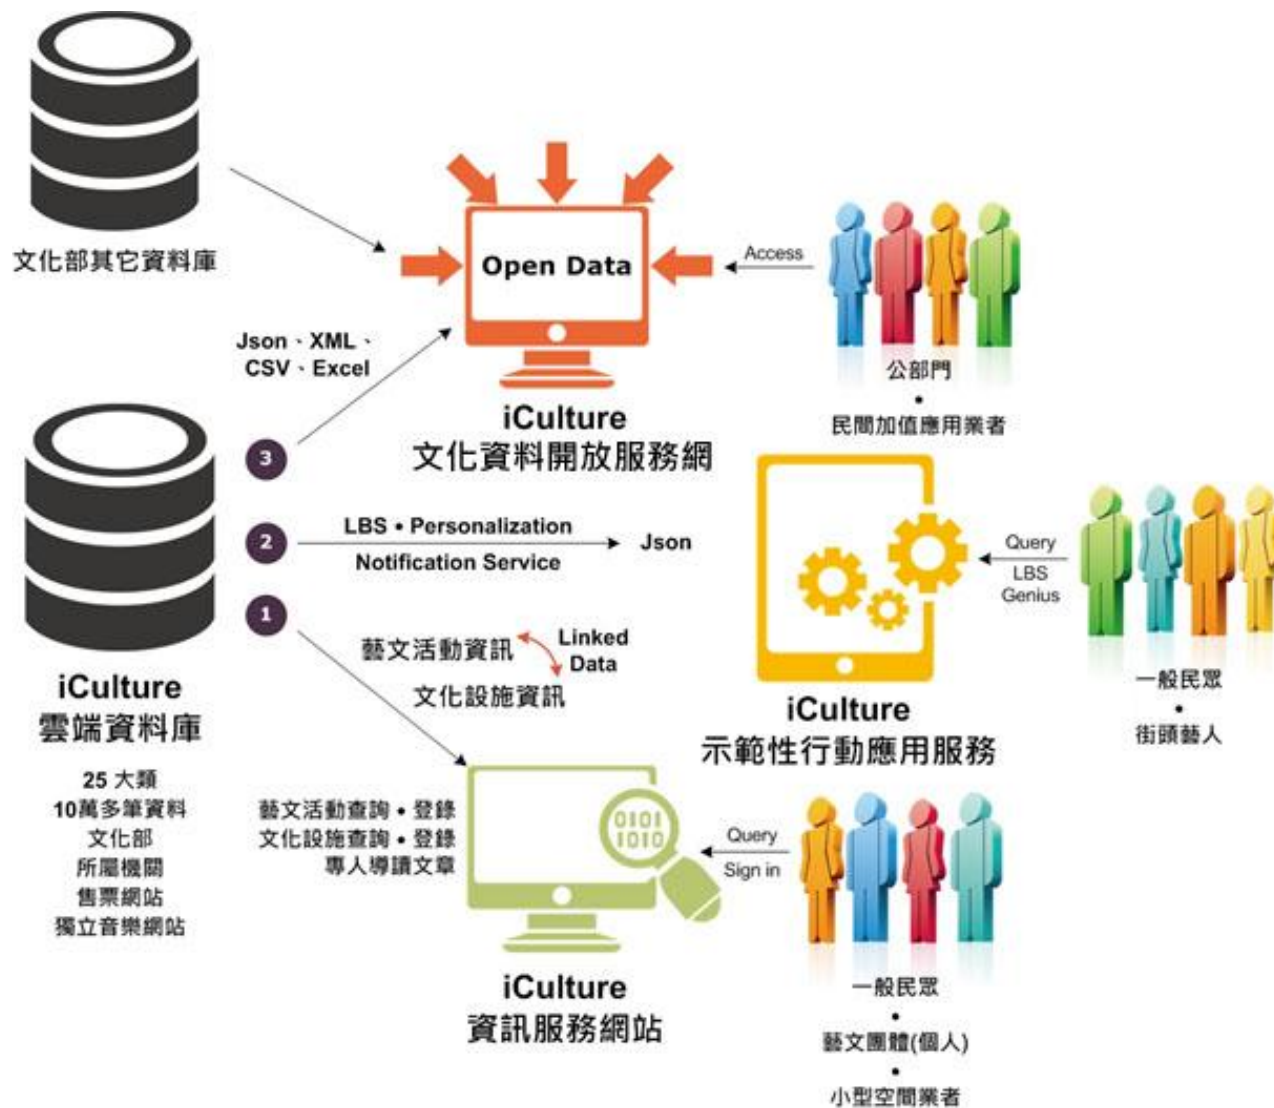 文化部其它資料庫
Open Data
Access
公部門
•
民間加值應用業者
Json、XML、
CSV、Excel
iCulture
文化資料開放服務網
3
2
1
LBS • Personalization
Notification Service
Json
Query
LBS
Genius
一般民眾
•
街頭藝人
iCulture
示範性行動應用服務
藝文活動資訊
Linked
Data
文化設施資訊
iCulture
雲端資料庫
25 大類
10萬多筆資料
文化部
所屬機關
售票網站
獨立音樂網站
藝文活動查詢 • 登錄
文化設施查詢 • 登錄
專人導讀文章
0101
1010
Query
Sign in
iCulture
資訊服務網站
一般民眾
•
藝文團體(個人)
•
小型空間業者